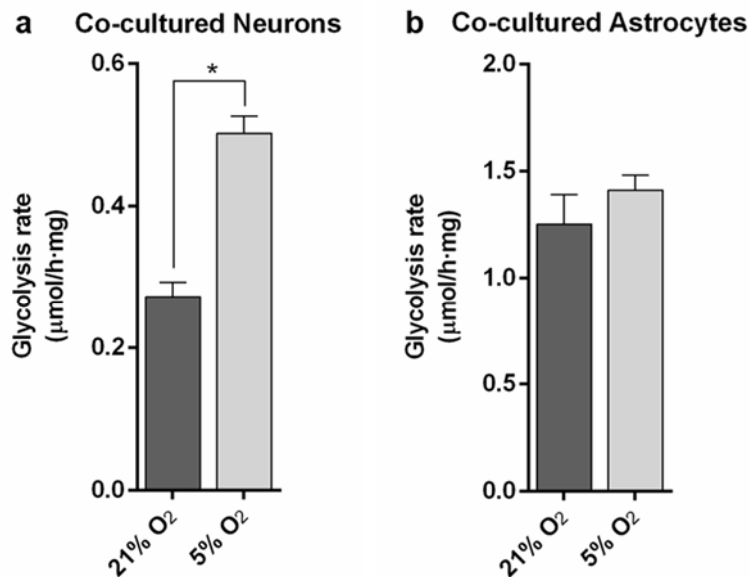 a Co-cultured Neurons
0.6
0.4
0.2
0.0
Glycolysis rate
(μmol/h·mg)
*
21% O2
5% O2
b Co-cultured Astrocytes
2.0
1.5
1.0
0.5
0.0
Glycolysis rate
(μmol/h·mg)
21% O2
5% O2